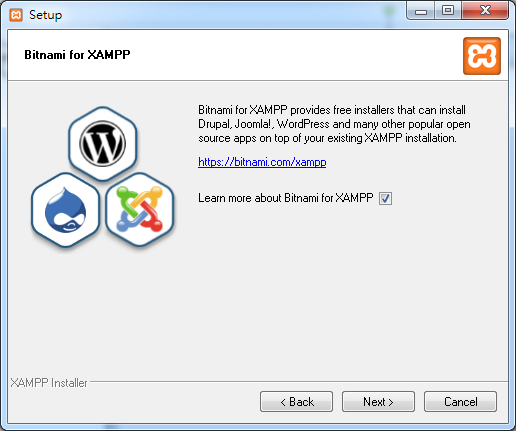 Setup
Bitnami for XAMPP
Bitnami for XAMPP provides free installers that can install
Drupal, Joomla!, WordPress and many other popular open
source apps on top of your existing XAMPP installation.
https://bitnami.com/xampp
Learn more about Bitnami for XAMPP
XAMPP Installer
< Back
Next >
Cancel